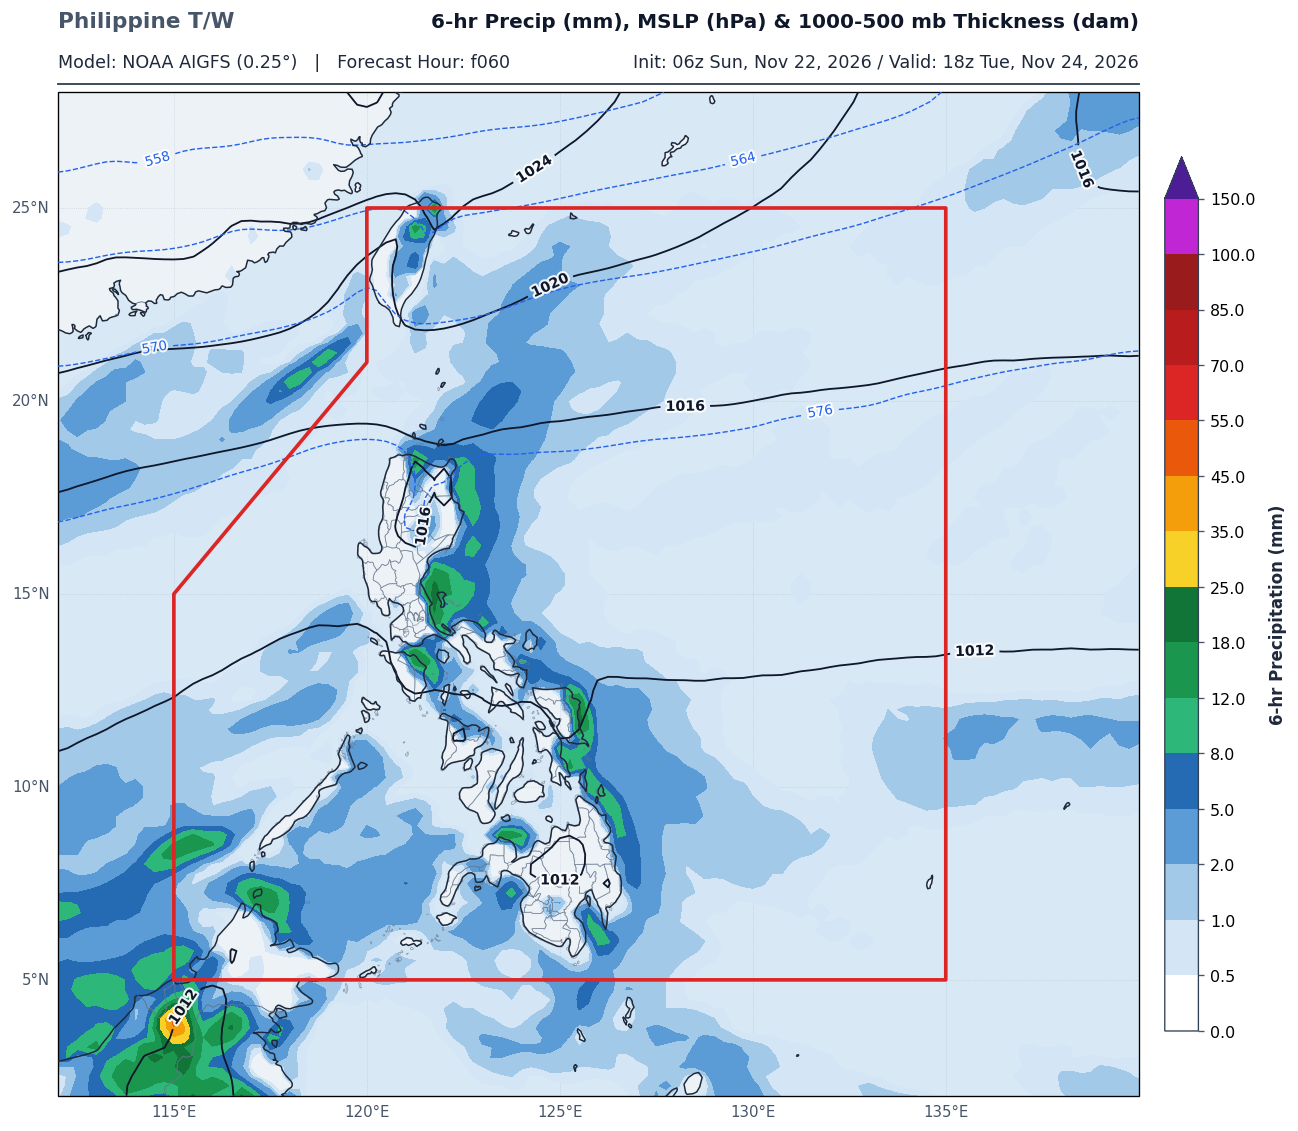 Philippine T/W
6-hr Precip (mm), MSLP (hPa) & 1000-500 mb Thickness (dam)
Model: NOAA AIGFS (0.25°) | Forecast Hour: f060
Init: 06z Sun, Nov 22, 2026 / Valid: 18z Tue, Nov 24, 2026
558
1024
564
1016
25°N
1020
570
20°N
1016
576
1016
15°N
1012
10°N
1012
5°N
1012
115°E
120°E
125°E
130°E
135°E
150.0
100.0
85.0
70.0
55.0
45.0
35.0
25.0
18.0
12.0
8.0
5.0
2.0
1.0
0.5
0.0
6-hr Precipitation (mm)